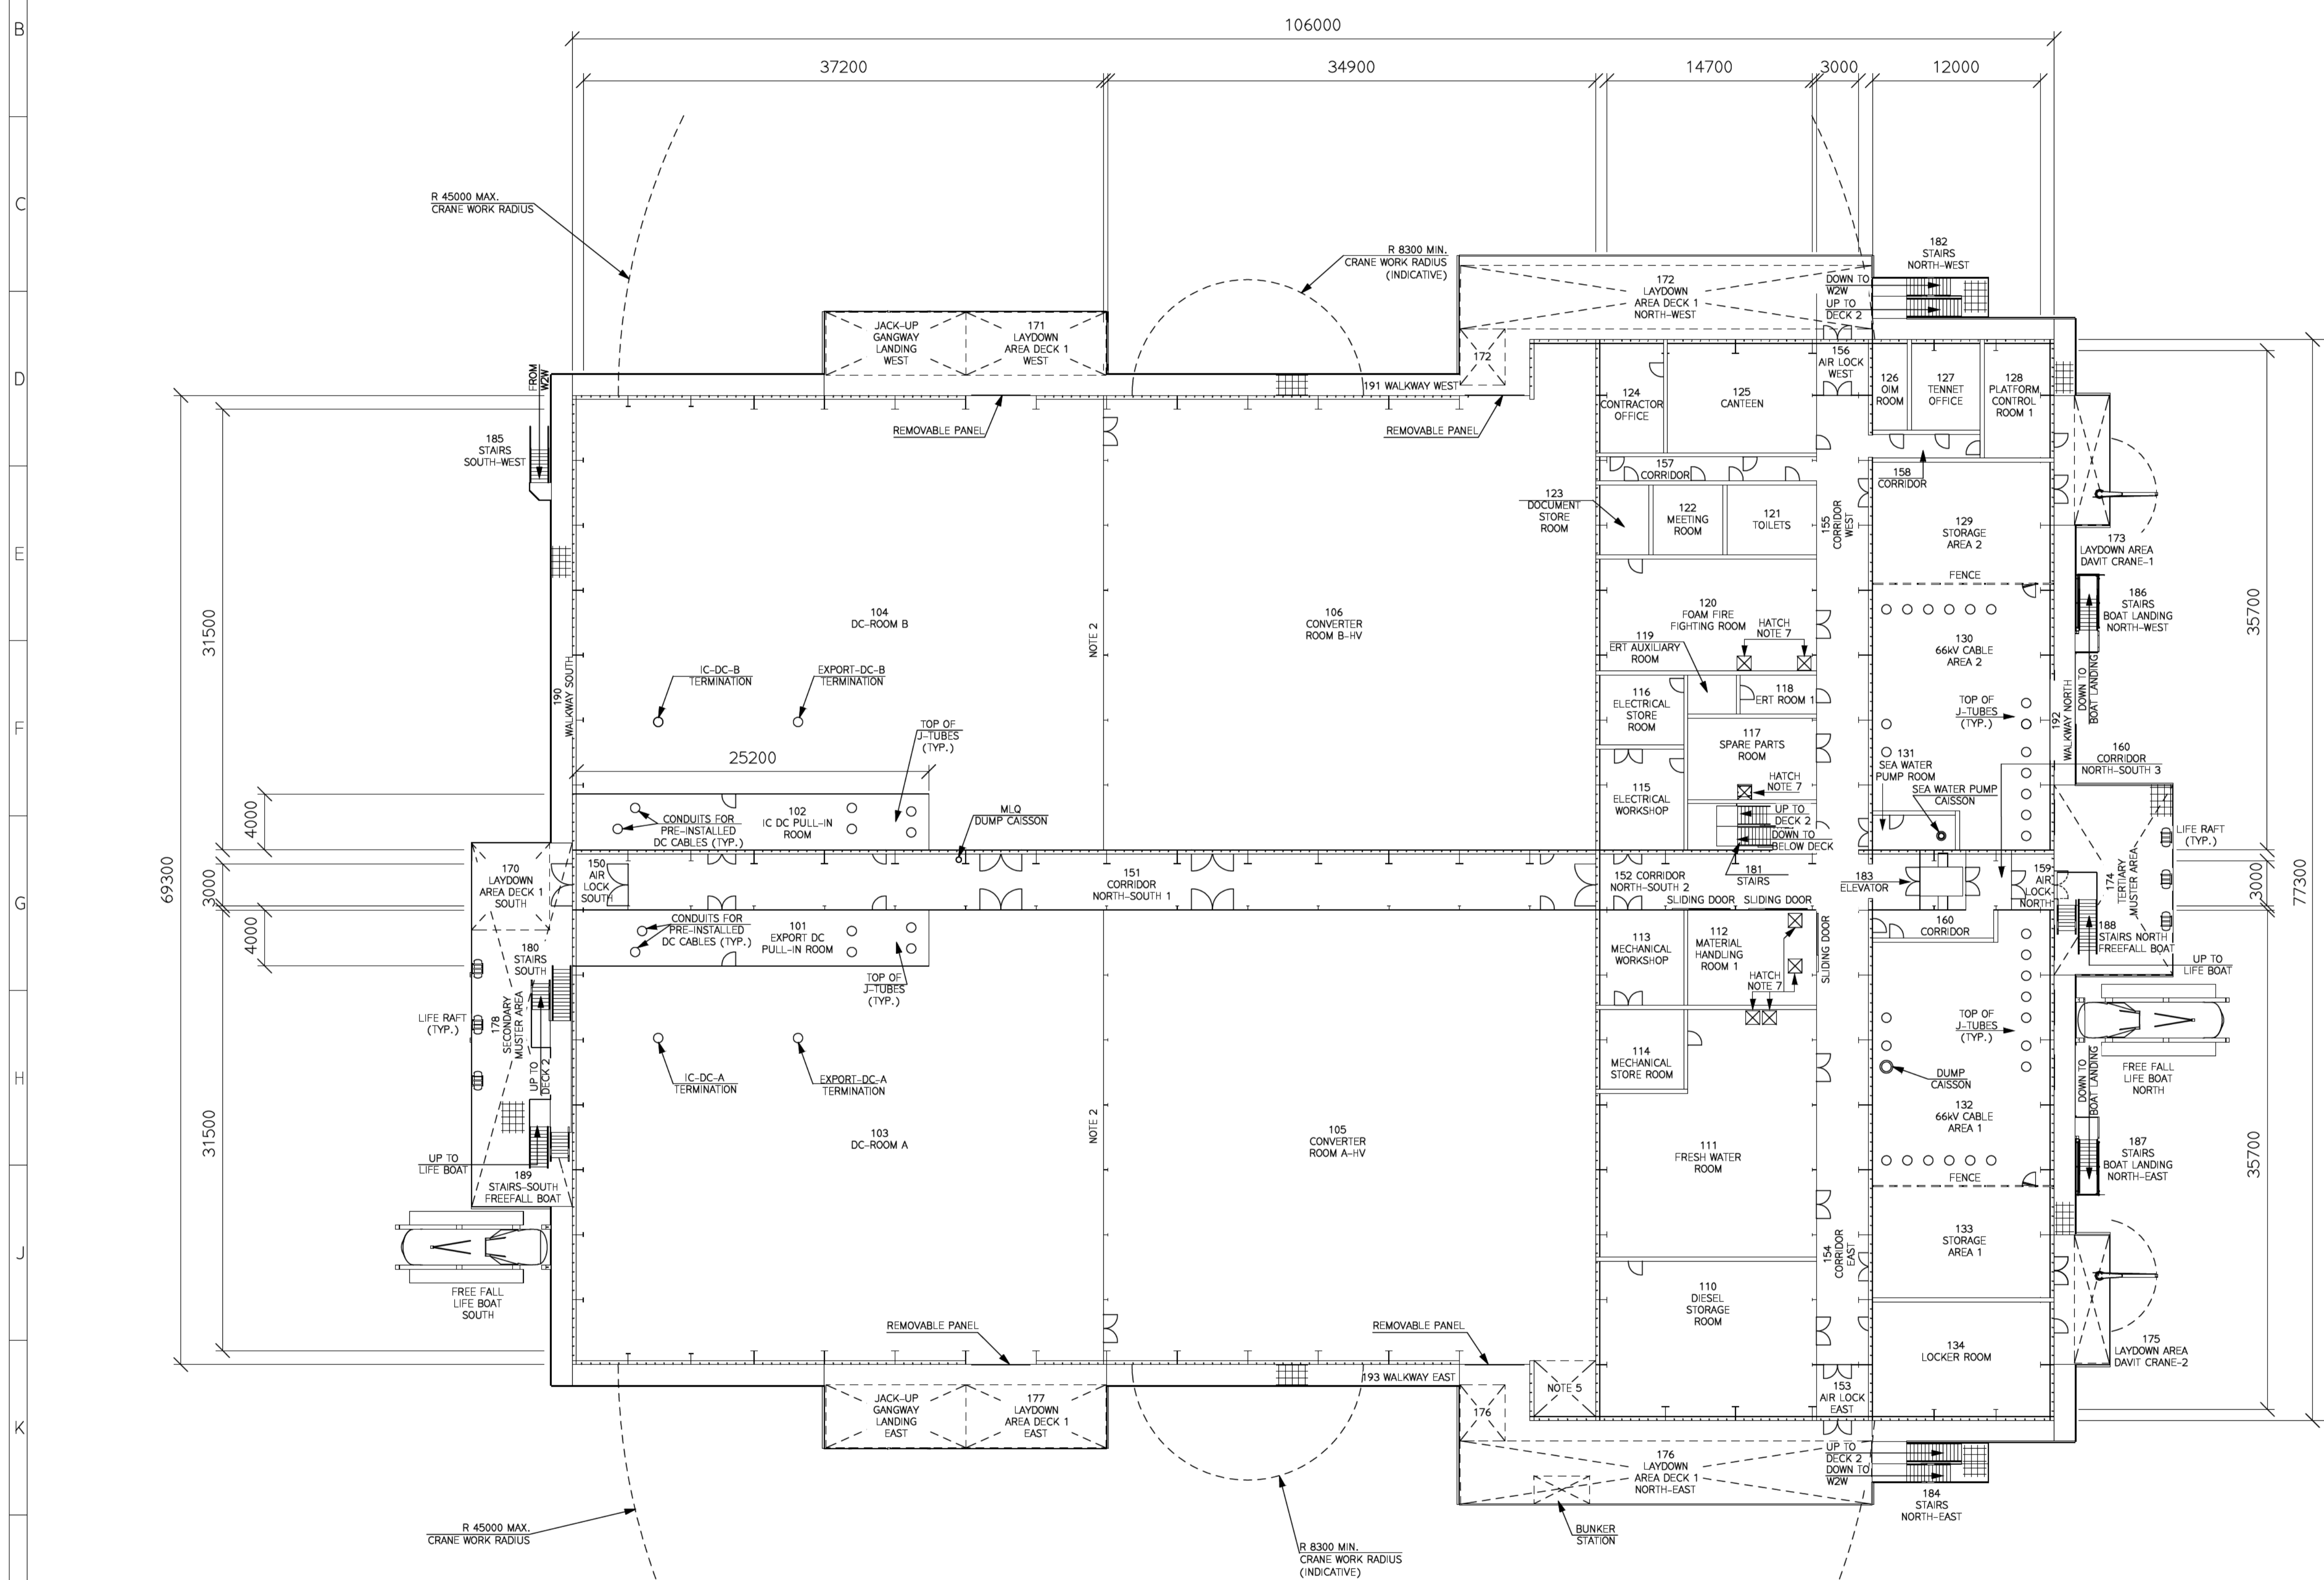 B
C
D
E
F
G
H
J
K
106000
37200
34900
14700
3000
12000
R 45000 MAX.
CRANE WORK RADIUS
R 8300 MIN.
CRANE WORK RADIUS
(INDICATIVE)
182
STAIRS
NORTH-WEST
172
LAYDOWN
AREA DECK 1
NORTH-WEST
DOWN TO
W2W
UP TO
DECK 2
JACK-UP
GANGWAY
LANDING
WEST
171
LAYDOWN
AREA DECK 1
WEST
172
156
AIR LOCK
WEST
126
OIM
ROOM
127
TENNET
OFFICE
128
PLATFORM
CONTROL
ROOM 1
FROM
W2W
191 WALKWAY WEST
124
CONTRACTOR
OFFICE
125
CANTEEN
REMOVABLE PANEL
REMOVABLE PANEL
185
STAIRS
SOUTH-WEST
157
CORRIDOR
158
CORRIDOR
123
DOCUMENT
STORE
ROOM
122
MEETING
ROOM
121
TOILETS
155
CORRIDOR
WEST
129
STORAGE
AREA 2
173
LAYDOWN AREA
DAVIT CRANE-1
FENCE
31500
35700
104
DC-ROOM B
106
CONVERTER
ROOM B-HV
NOTE 2
120
FOAM FIRE
FIGHTING ROOM
HATCH
NOTE 7
119
ERT AUXILIARY
ROOM
186
STAIRS
BOAT LANDING
NORTH-WEST
130
66kV CABLE
AREA 2
IC-DC-B
TERMINATION
EXPORT-DC-B
TERMINATION
190
WALKWAY SOUTH
118
ERT ROOM 1
116
ELECTRICAL
STORE
ROOM
DOWN TO
BOAT LANDING
TOP OF
J-TUBES
(TYP.)
192
WALKWAY NORTH
TOP OF
J-TUBES
(TYP.)
117
SPARE PARTS
ROOM
25200
131
SEA WATER
PUMP ROOM
160
CORRIDOR
NORTH-SOUTH 3
HATCH
NOTE 7
SEA WATER PUMP
CAISSON
115
ELECTRICAL
WORKSHOP
4000
CONDUITS FOR
PRE-INSTALLED
DC CABLES (TYP.)
102
IC DC PULL-IN
ROOM
MLQ
DUMP CAISSON
UP TO
DECK 2
DOWN TO
BELOW DECK
LIFE RAFT
(TYP.)
69300
3000
170
LAYDOWN
AREA DECK 1
SOUTH
150
AIR
LOCK
SOUTH
151
CORRIDOR
NORTH-SOUTH 1
152 CORRIDOR
NORTH-SOUTH 2
181
STAIRS
183
ELEVATOR
159
AIR
LOCK
NORTH
174
TERTIARY
MUSTER AREA
3000
77300
SLIDING DOOR
SLIDING DOOR
4000
CONDUITS FOR
PRE-INSTALLED
DC CABLES (TYP.)
101
EXPORT DC
PULL-IN ROOM
113
MECHANICAL
WORKSHOP
112
MATERIAL
HANDLING
ROOM 1
HATCH
NOTE 7
SLIDING DOOR
160
CORRIDOR
188
STAIRS NORTH
FREEFALL BOAT
UP TO
LIFE BOAT
180
STAIRS
SOUTH
TOP OF
J-TUBES
(TYP.)
LIFE RAFT
(TYP.)
178
SECONDARY
MUSTER AREA
UP TO
DECK 2
TOP OF
J-TUBES
(TYP.)
114
MECHANICAL
STORE ROOM
IC-DC-A
TERMINATION
EXPORT-DC-A
TERMINATION
DUMP
CAISSON
FREE FALL
LIFE BOAT
NORTH
DOWN TO
BOAT LANDING
31500
NOTE 2
103
DC-ROOM A
105
CONVERTER
ROOM A-HV
132
66kV CABLE
AREA 1
111
FRESH WATER
ROOM
35700
UP TO
LIFE BOAT
189
STAIRS-SOUTH
FREEFALL BOAT
FENCE
187
STAIRS
BOAT LANDING
NORTH-EAST
133
STORAGE
AREA 1
154
CORRIDOR
EAST
110
DIESEL
STORAGE
ROOM
FREE FALL
LIFE BOAT
SOUTH
REMOVABLE PANEL
REMOVABLE PANEL
134
LOCKER ROOM
175
LAYDOWN AREA
DAVIT CRANE-2
193 WALKWAY EAST
NOTE 5
153
AIR LOCK
EAST
JACK-UP
GANGWAY
LANDING
EAST
177
LAYDOWN
AREA DECK 1
EAST
176
176
LAYDOWN
AREA DECK 1
NORTH-EAST
UP TO
DECK 2
DOWN TO
W2W
184
STAIRS
NORTH-EAST
BUNKER
STATION
R 45000 MAX.
CRANE WORK RADIUS
R 8300 MIN.
CRANE WORK RADIUS
(INDICATIVE)